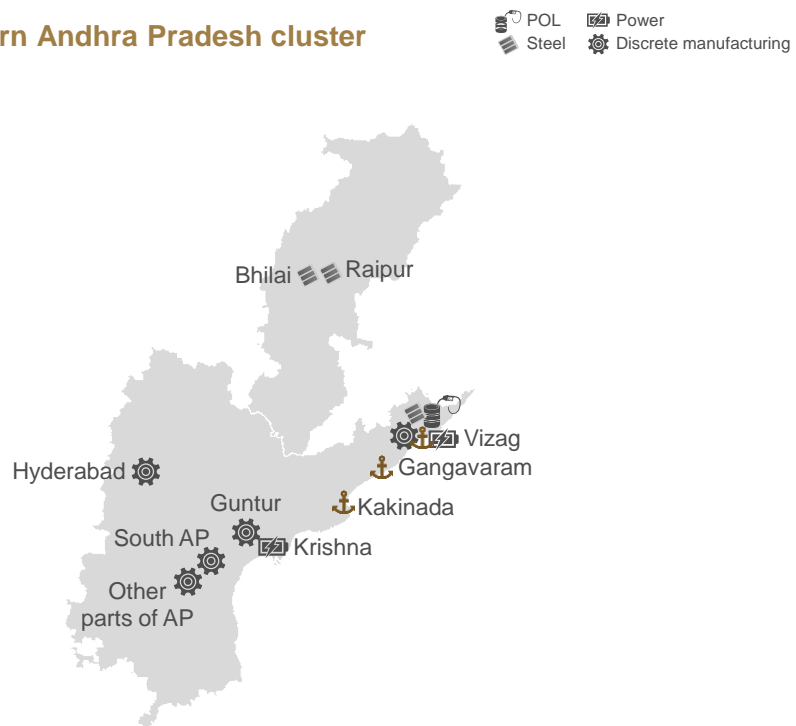 rn Andhra Pradesh cluster
POL Power
Steel Discrete manufacturing
Bhilai Raipur
Vizag
Gangavaram
Hyderabad
Guntur
Kakinada
South AP
Krishna
Other
parts of AP